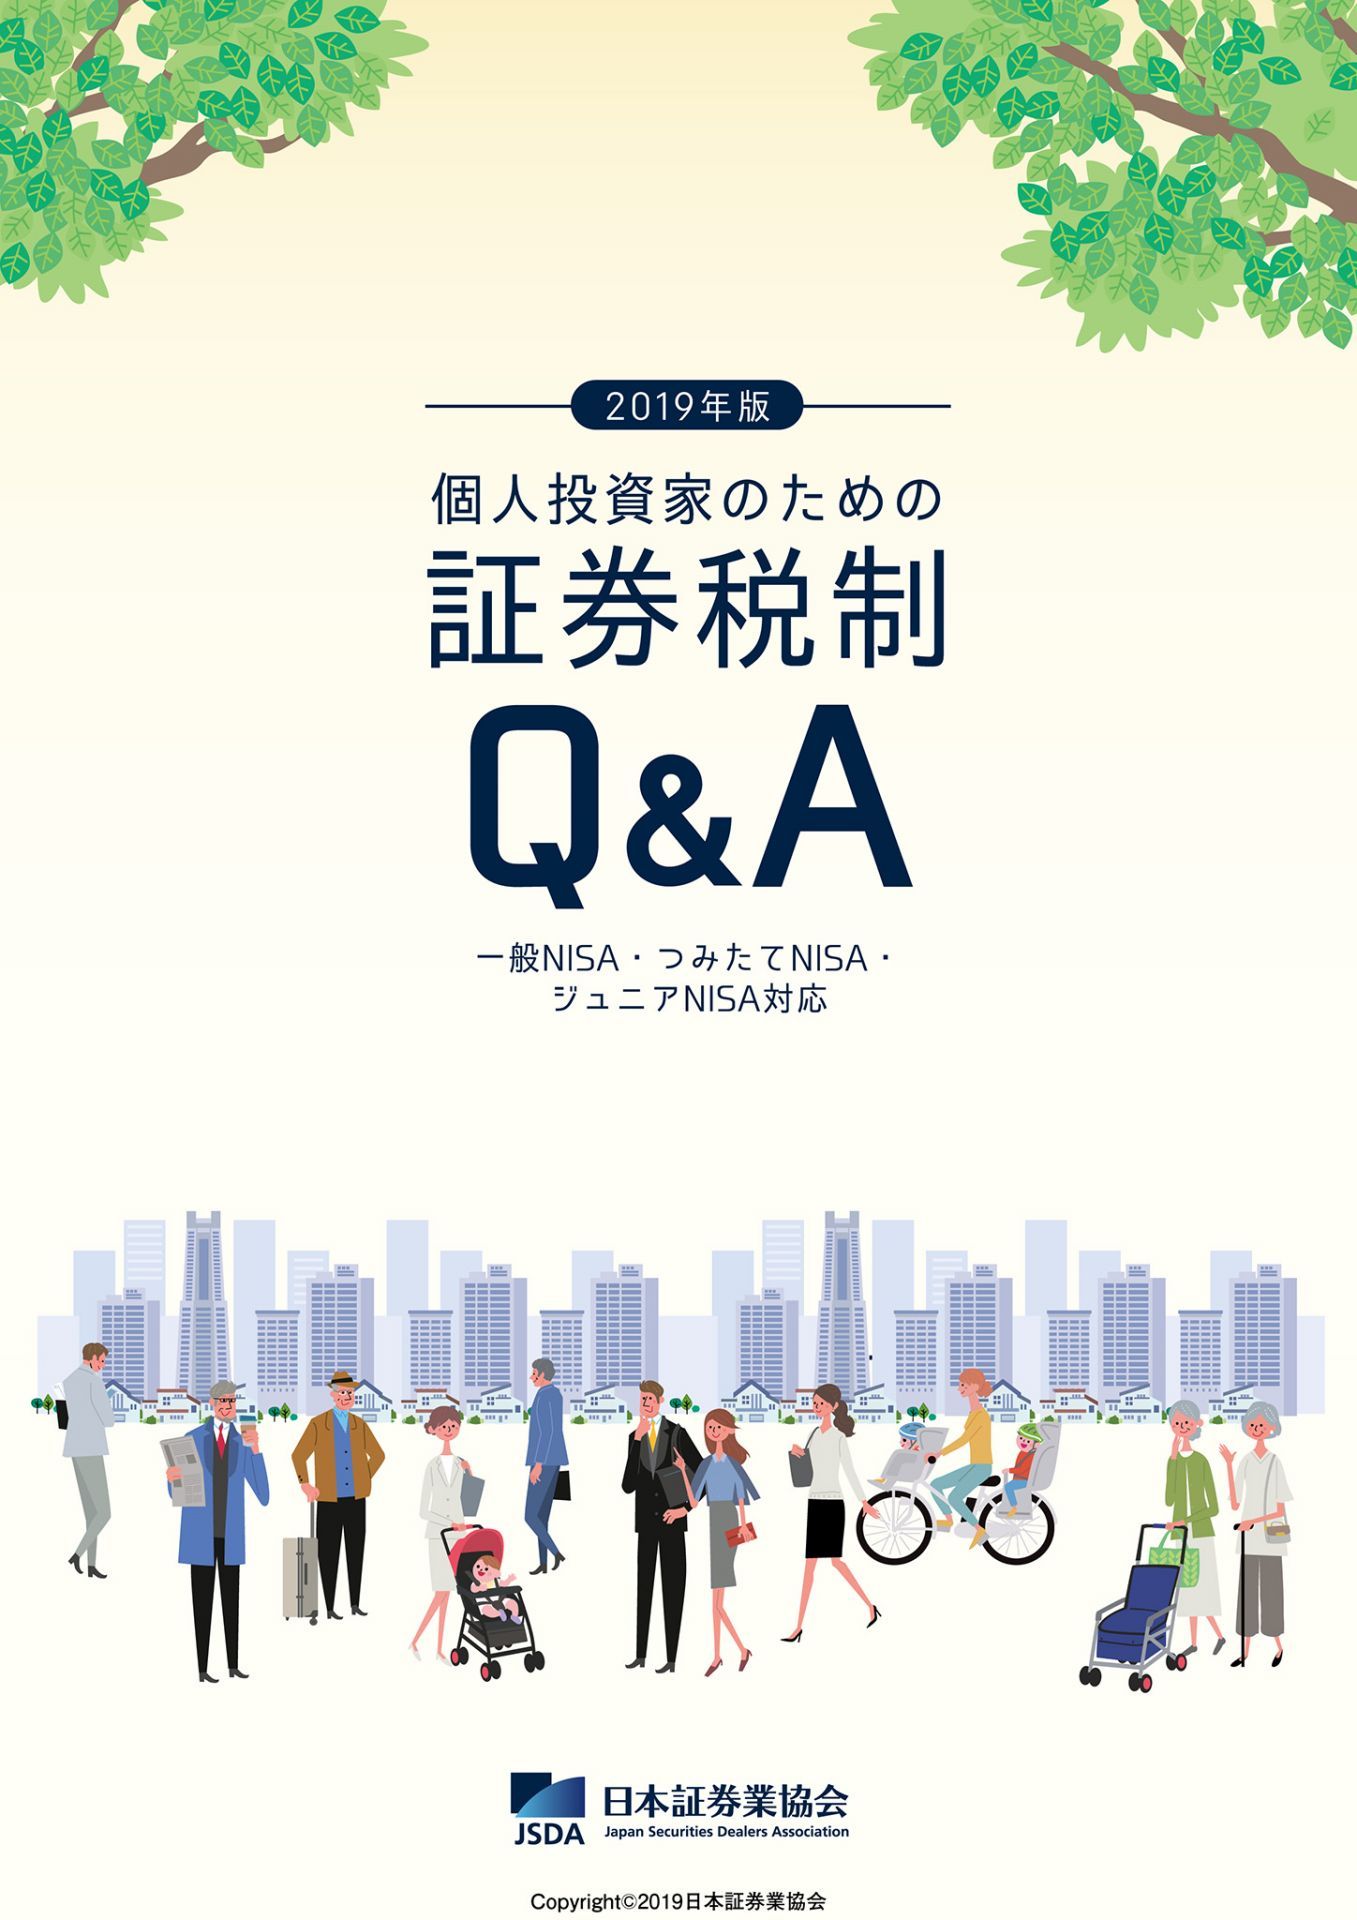 2019年版
個人投資家のための
証券税制
Q&A
一般NISA・つみたてNISA・
ジュニアNISA対応
JSDA
日本証券業協会
Japan Securities Dealers Association
Copyright©2019日本証券業協会